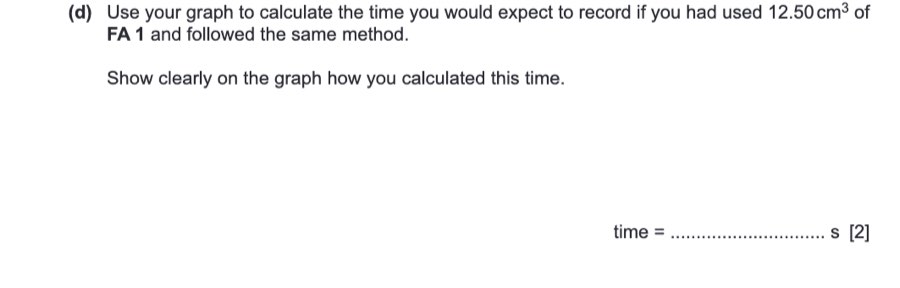 (d) Use your graph to calculate the time you would expect to record if you had used 12.50 cm³ of
FA 1 and followed the same method.
Show clearly on the graph how you calculated this time.
time = .............................. s [2]